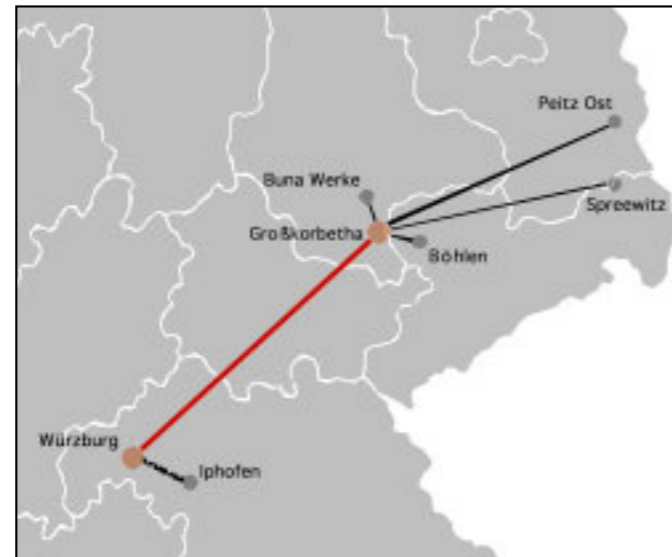 Peitz Ost
Buna Werke
Spreewitz
Großkorbetha
Böhlen
Würzburg
Iphofen